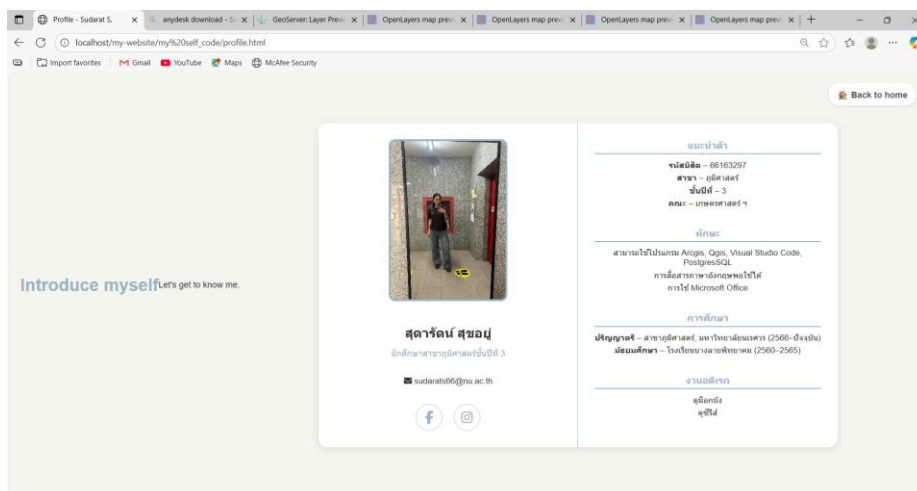 Profile - Sudarat S.
anydesk download - Se
GeoServer: Layer Previ
OpenLayers map previ
OpenLayers map previ
OpenLayers map previ
OpenLayers map previ
localhost/my-website/my%20self_code/profile.html
Import favorites
Gmail
YouTube
Maps
McAfee Security
Back to home
Introduce myself
Let's get to know me.
สุดารัตน์ สุขอยู่
นักศึกษาสาขาภูมิศาสตร์ชั้นปีที่ 3
sudarats66@nu.ac.th
แนะนำตัว
รหัสนิสิต – 66163297
สาขา – ภูมิศาสตร์
ชั้นปีที่ – 3
คณะ – เกษตรศาสตร์ ฯ
ทักษะ
สามารถใช้โปรแกรม Arcgis, Qgis, Visual Studio Code,
PostgresSQL
การสื่อสารภาษาอังกฤษพอใช้ได้
การใช้ Microsoft Office
การศึกษา
ปริญญาตรี – สาขาภูมิศาสตร์, มหาวิทยาลัยนเรศวร (2566–ปัจจุบัน)
มัธยมศึกษา – โรงเรียนบางลายพิทยาคม (2560–2565)
งานอดิเรก
ดูม็อกบัง
ดูซีรีส์